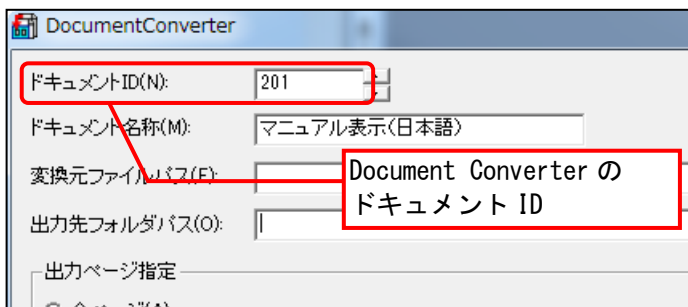 DocumentConverter
ドキュメントID(N):
201
ドキュメント名称(M):
マニュアル表示(日本語)
変換元ファイルパス(F):
Document Converter の
ドキュメント ID
出力先フォルダパス(O):
出力ページ指定